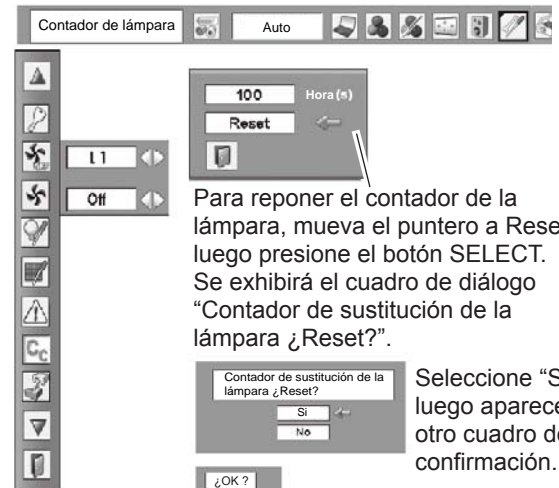 Contador de lámpara
Auto
100 Hora(s)
Reset
L1
Off
Para reponer el contador de la
lámpara, mueva el puntero a Rese
luego presione el botón SELECT.
Se exhibirá el cuadro de diálogo
“Contador de sustitución de la
lámpara ¿Reset?”.
Cc
Contador de sustitución de la
lámpara ¿Reset?
Si
No
Seleccione “S
luego aparece
otro cuadro de
confirmación.
¿OK ?